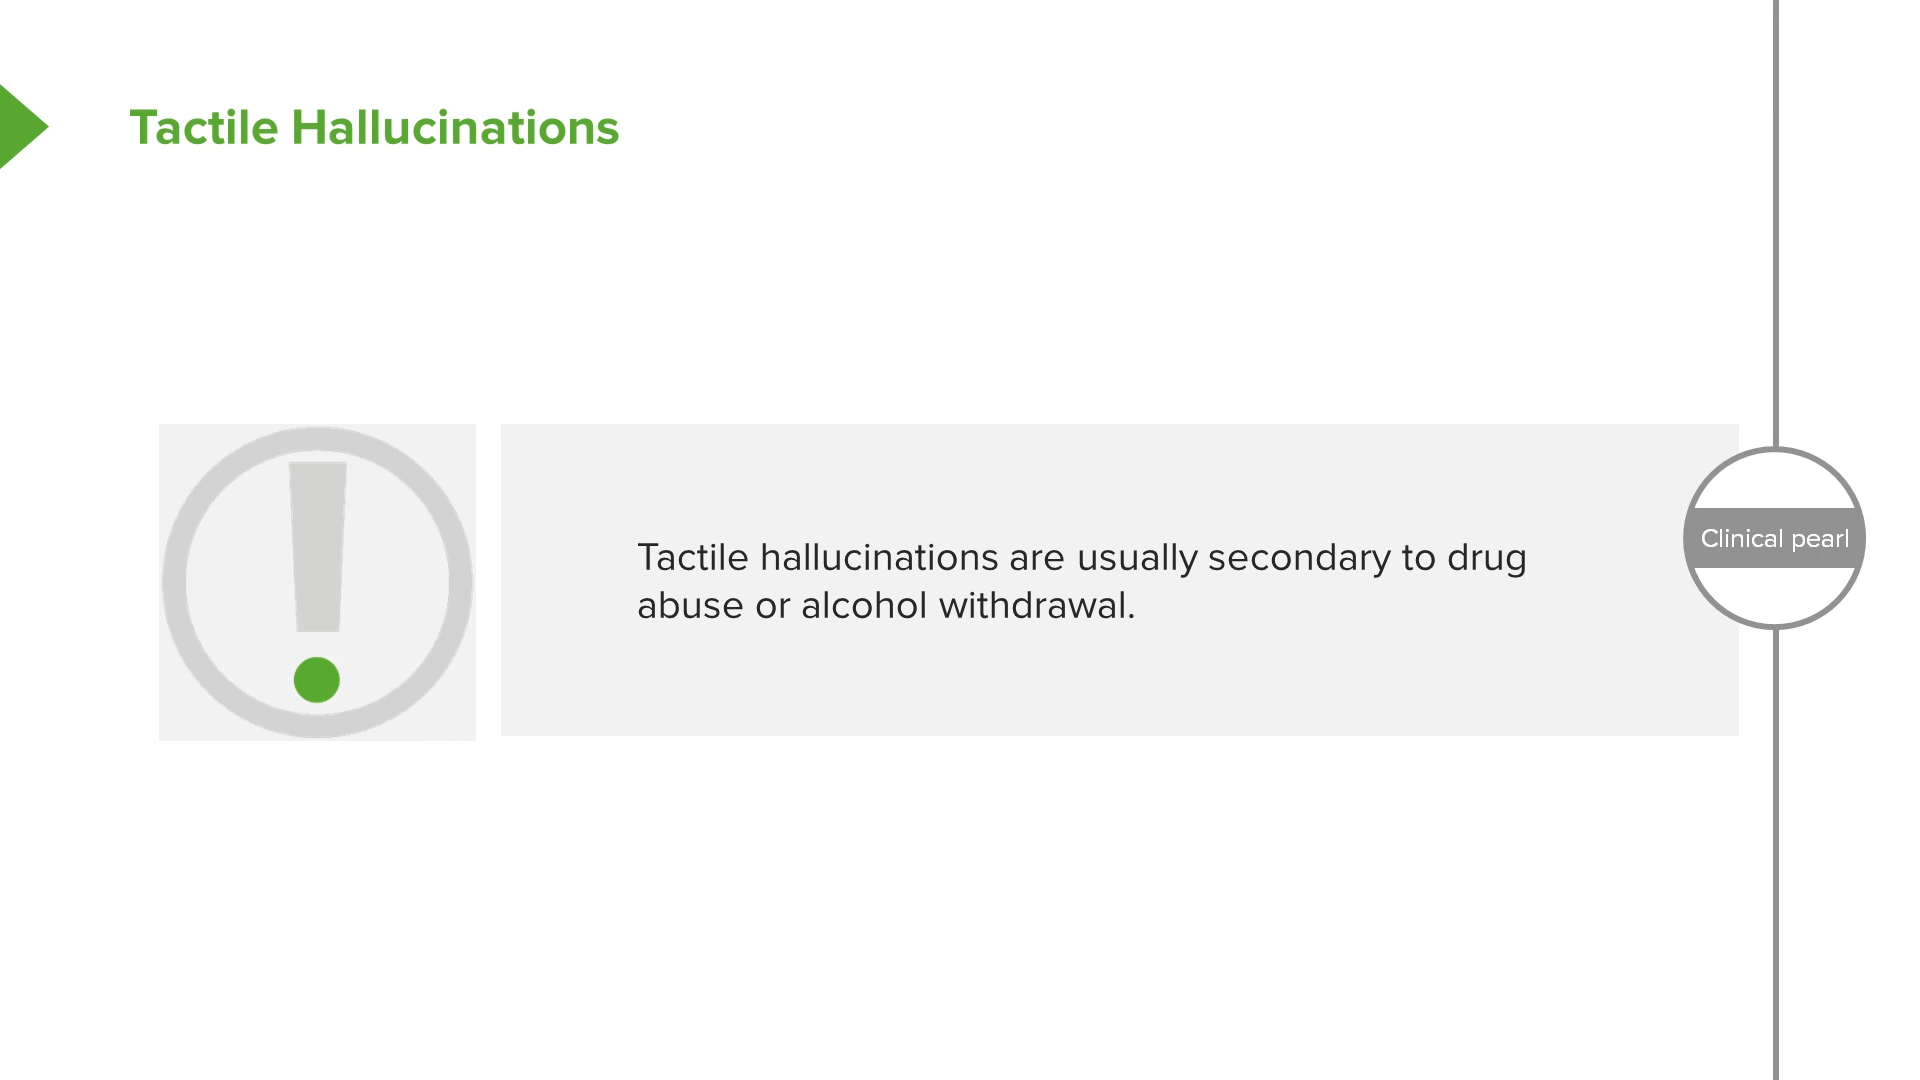 Tactile Hallucinations
Tactile hallucinations are usually secondary to drug
abuse or alcohol withdrawal.
Clinical pearl